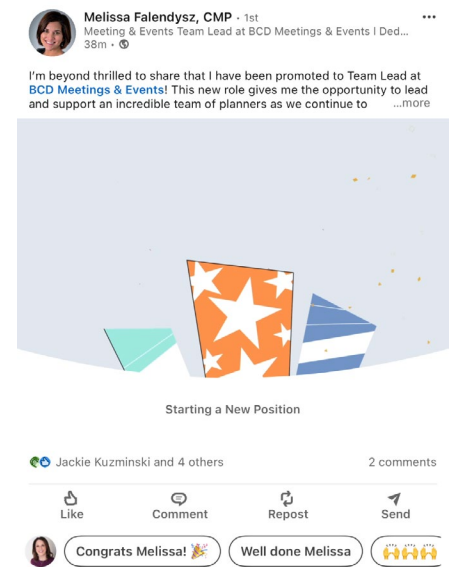 Melissa Falendysz, CMP · 1st
Meeting & Events Team Lead at BCD Meetings & Events I Ded...
38m ·
I'm beyond thrilled to share that I have been promoted to Team Lead at
BCD Meetings & Events! This new role gives me the opportunity to lead
and support an incredible team of planners as we continue to ...more
Starting a New Position
Jackie Kuzminski and 4 others 2 comments
Like Comment Repost Send
Congrats Melissa! 🎉 Well done Melissa 🙌🙌🙌